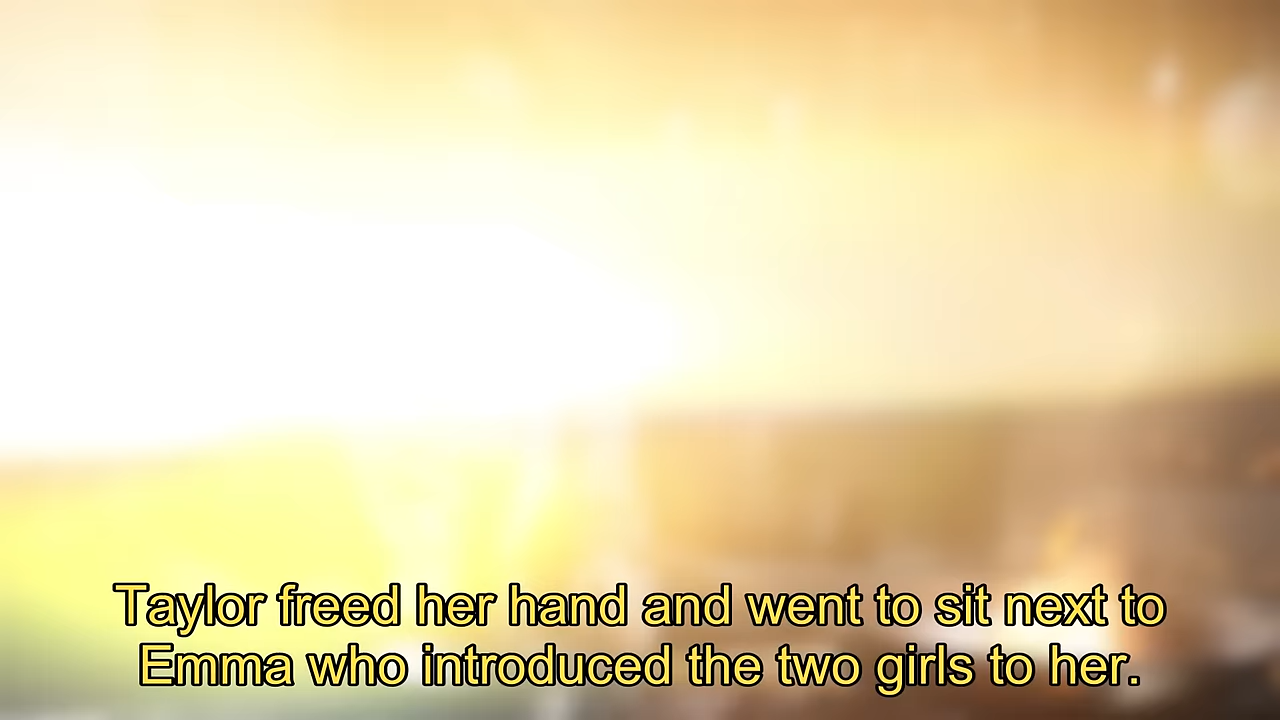 Taylor freed her hand and went to sit next to
Emma who introduced the two girls to her.